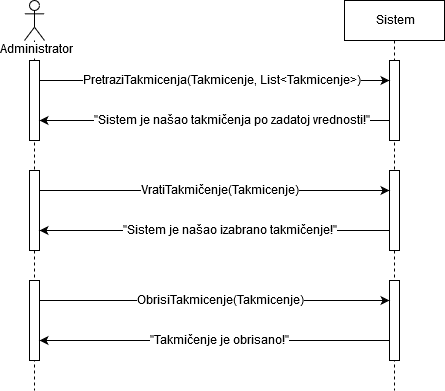 Administrator
Sistem
PretraziTakmicenja(Takmicenje, List<Takmicenje>)
"Sistem je našao takmičenja po zadatoj vrednosti!"
VratiTakmičenje(Takmicenje)
"Sistem je našao izabrano takmičenje!"
ObrisiTakmicenje(Takmicenje)
"Takmičenje je obrisano!"